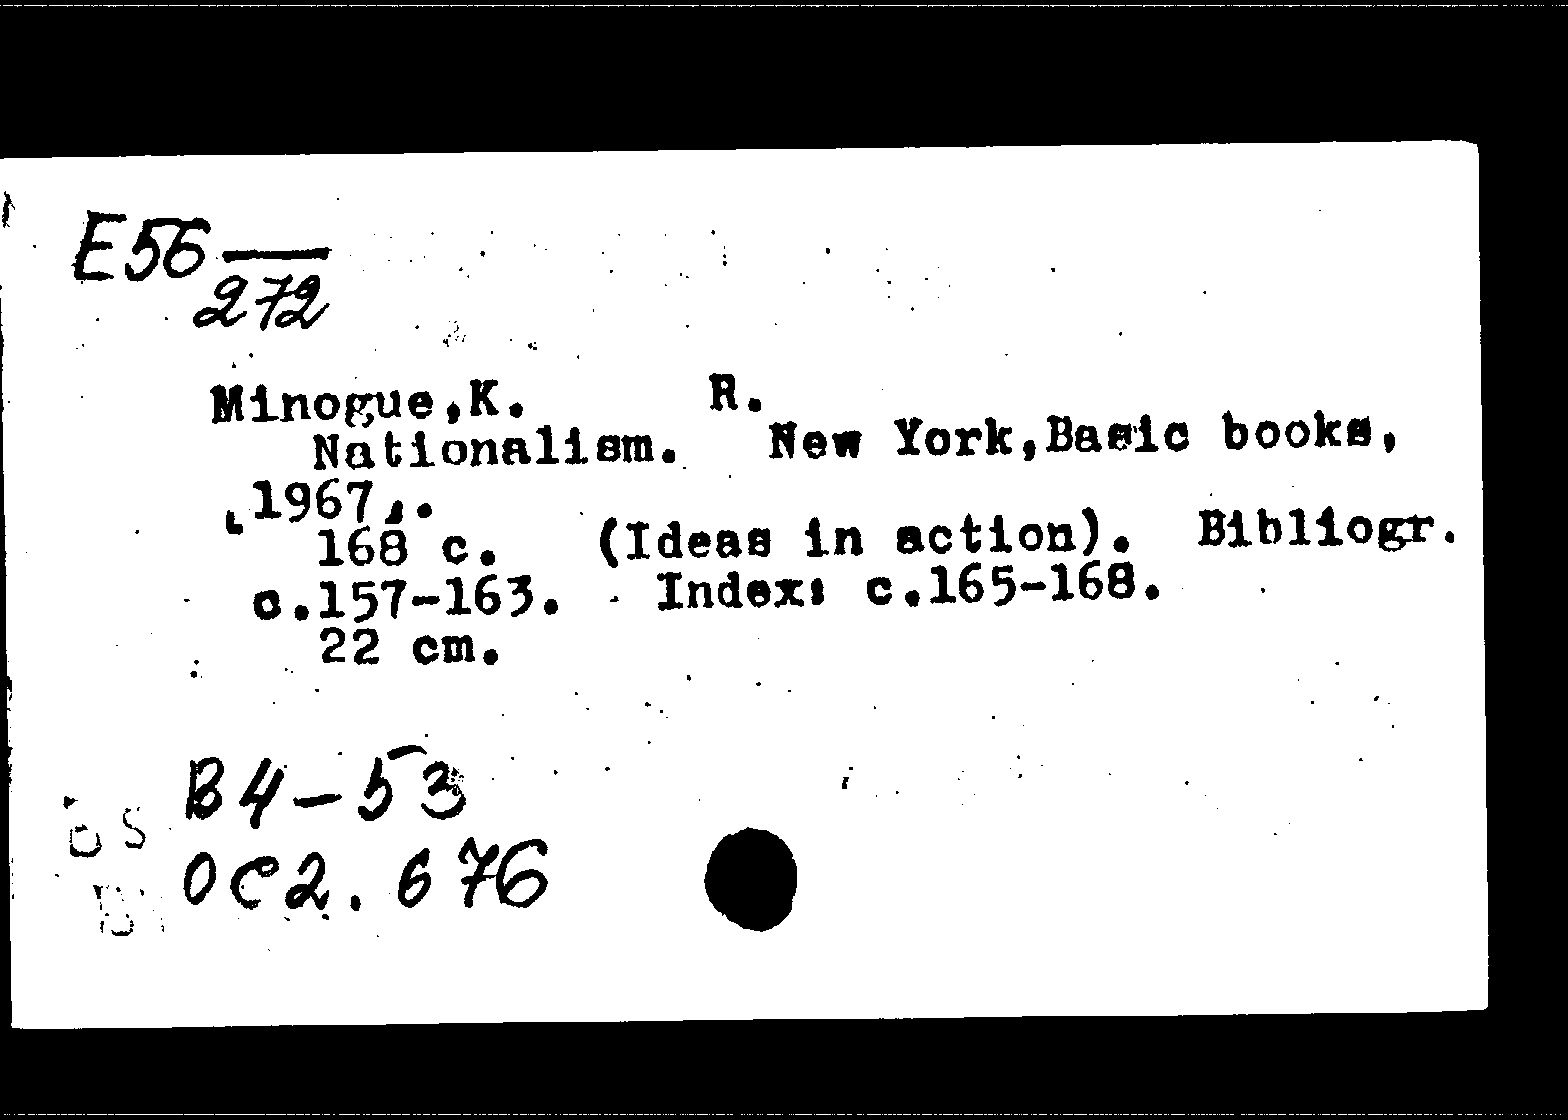 E56 —
272
Minogue,K. R.
Nationalism. New York,Basic books,
[1967].
168 c. (Ideas in action). Bibliogr.
c.157-163. Index: c.165-168.
22 cm.
B4-53
OC2.676